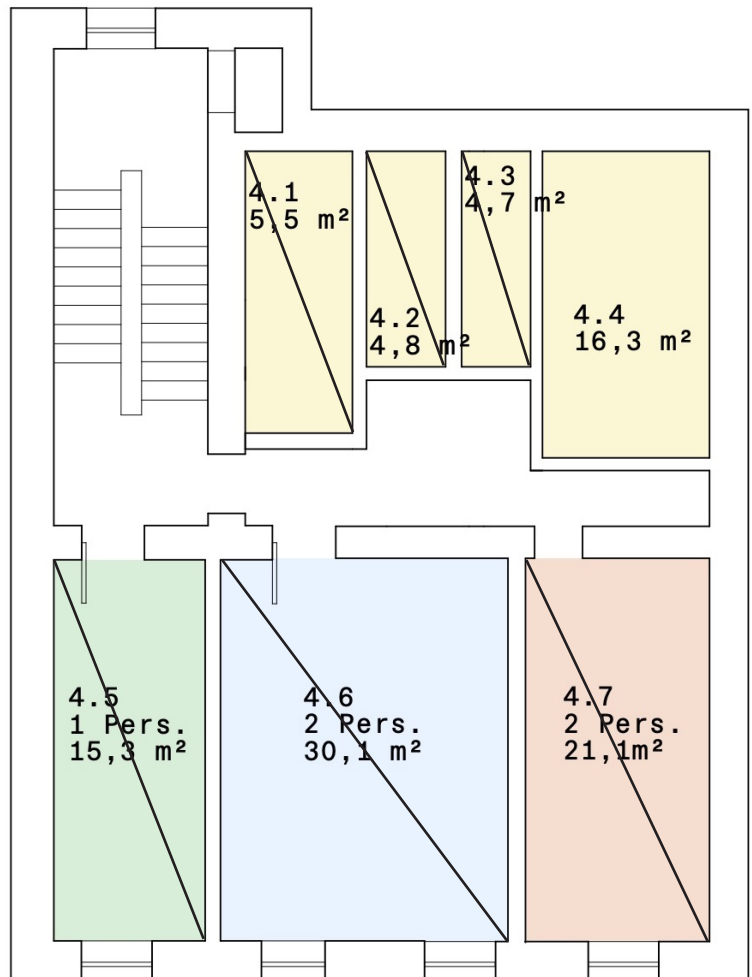 4.1
5,5 m²
4.2
4,8 m²
4.3
4,7 m²
4.4
16,3 m²
4.5
1 Pers.
15,3 m²
4.6
2 Pers.
30,1 m²
4.7
2 Pers.
21,1m²